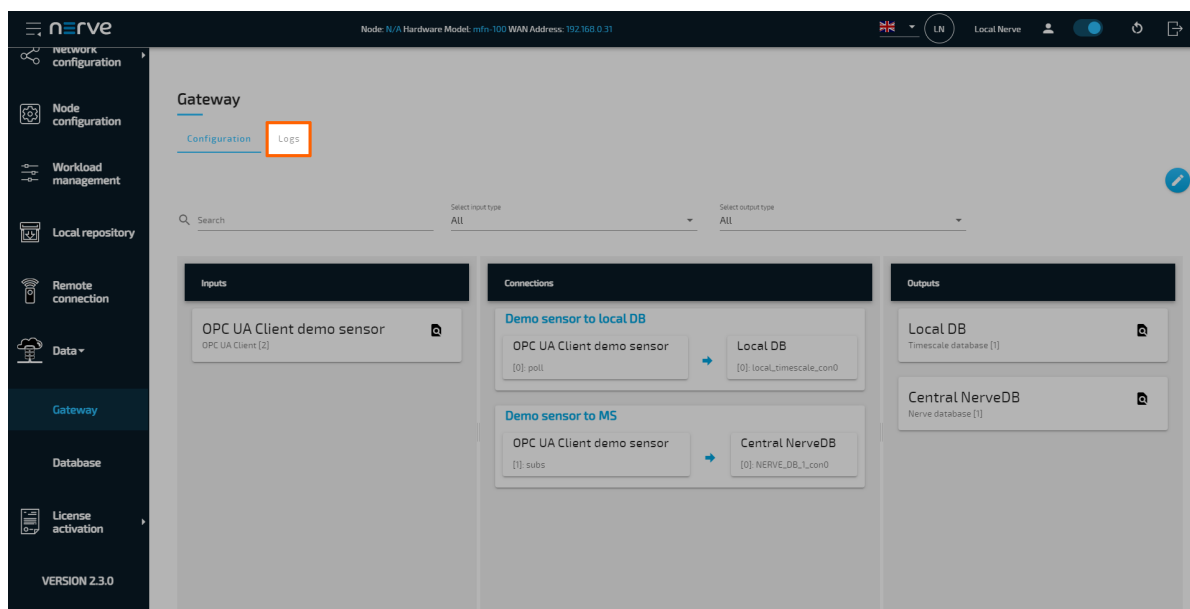 nerve
Node: N/A Hardware Model: mfn-100 WAN Address: 192.168.0.31
LN
Local Nerve
Network
configuration
Node
configuration
Workload
management
Local repository
Remote
connection
Data
Gateway
Database
License
activation
VERSION 2.3.0
Gateway
Configuration
Logs
Search
Select input type
All
Select output type
All
Inputs
OPC UA Client demo sensor
OPC UA Client [2]
Connections
Demo sensor to local DB
OPC UA Client demo sensor
[0]: poll
Local DB
[0]: local_timescale_con0
Demo sensor to MS
OPC UA Client demo sensor
[1]: subs
Central NerveDB
[0]: NERVE_DB_1_con0
Outputs
Local DB
Timescale database [1]
Central NerveDB
Nerve database [1]